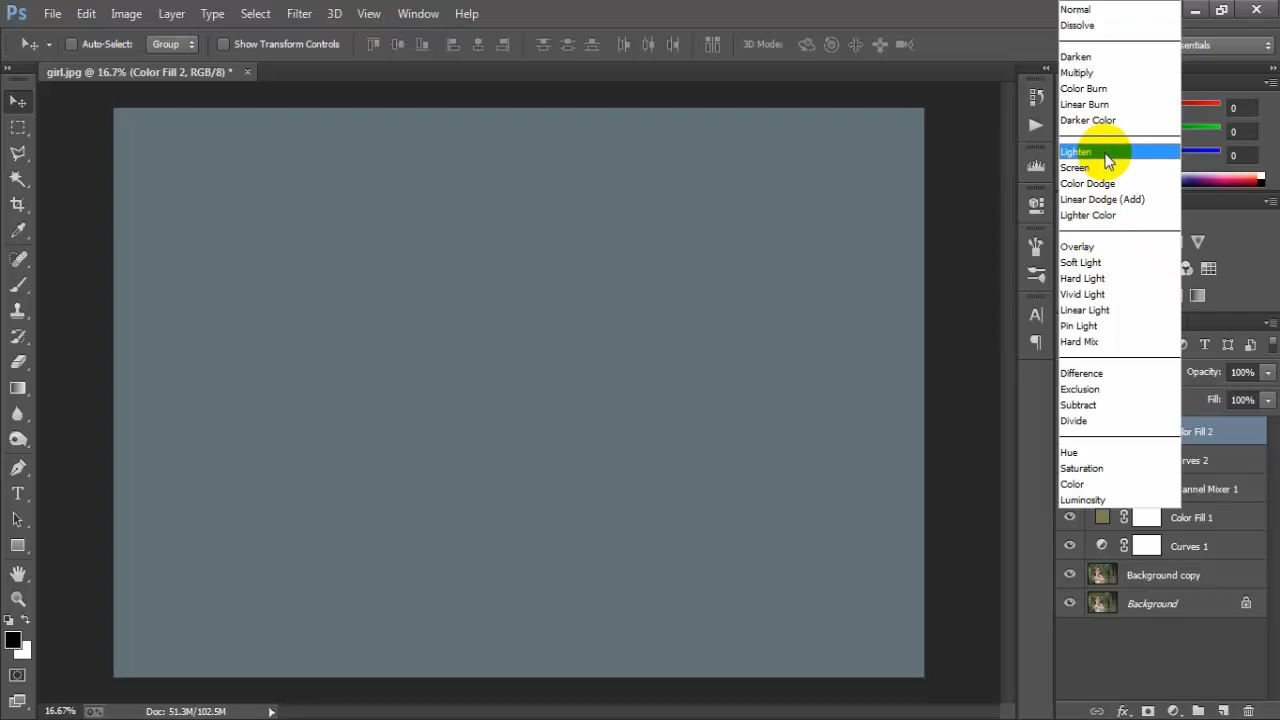 Ps File Edit Image Layer Type Select Filter 3D View Window Help
Auto-Select: Group Show Transform Controls 3D Mode: sentials
girl.jpg @ 16.7% (Color Fill 2, RGB/8) * ×
Normal
Dissolve
Darken
Multiply
Color Burn
Linear Burn
Darker Color
Lighten
Screen
Color Dodge
Linear Dodge (Add)
Lighter Color
Overlay
Soft Light
Hard Light
Vivid Light
Linear Light
Pin Light
Hard Mix
Difference
Exclusion
Subtract
Divide
Hue
Saturation
Color
Luminosity
0
0
0
Opacity: 100%
Fill: 100%
or Fill 2
rves 2
annel Mixer 1
Color Fill 1
Curves 1
Background copy
Background
fx
16.67% Doc: 51.3M/102.5M